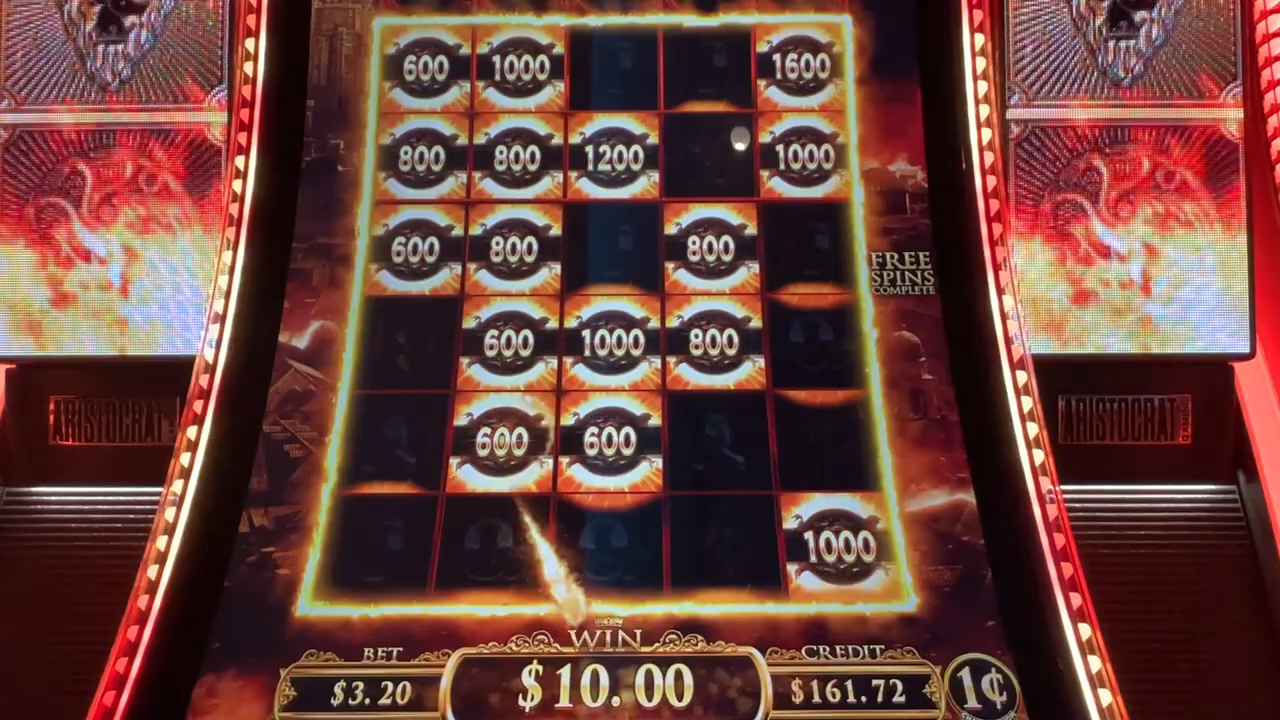 600 1000 1600
800 800 1200 1000
600 800 800
FREE
SPINS
COMPLETE
600 1000 800
ARISTOCRAT ARISTOCRAT
600 600
1000
BET WIN CREDIT
$3.20 $10.00 $161.72 1¢